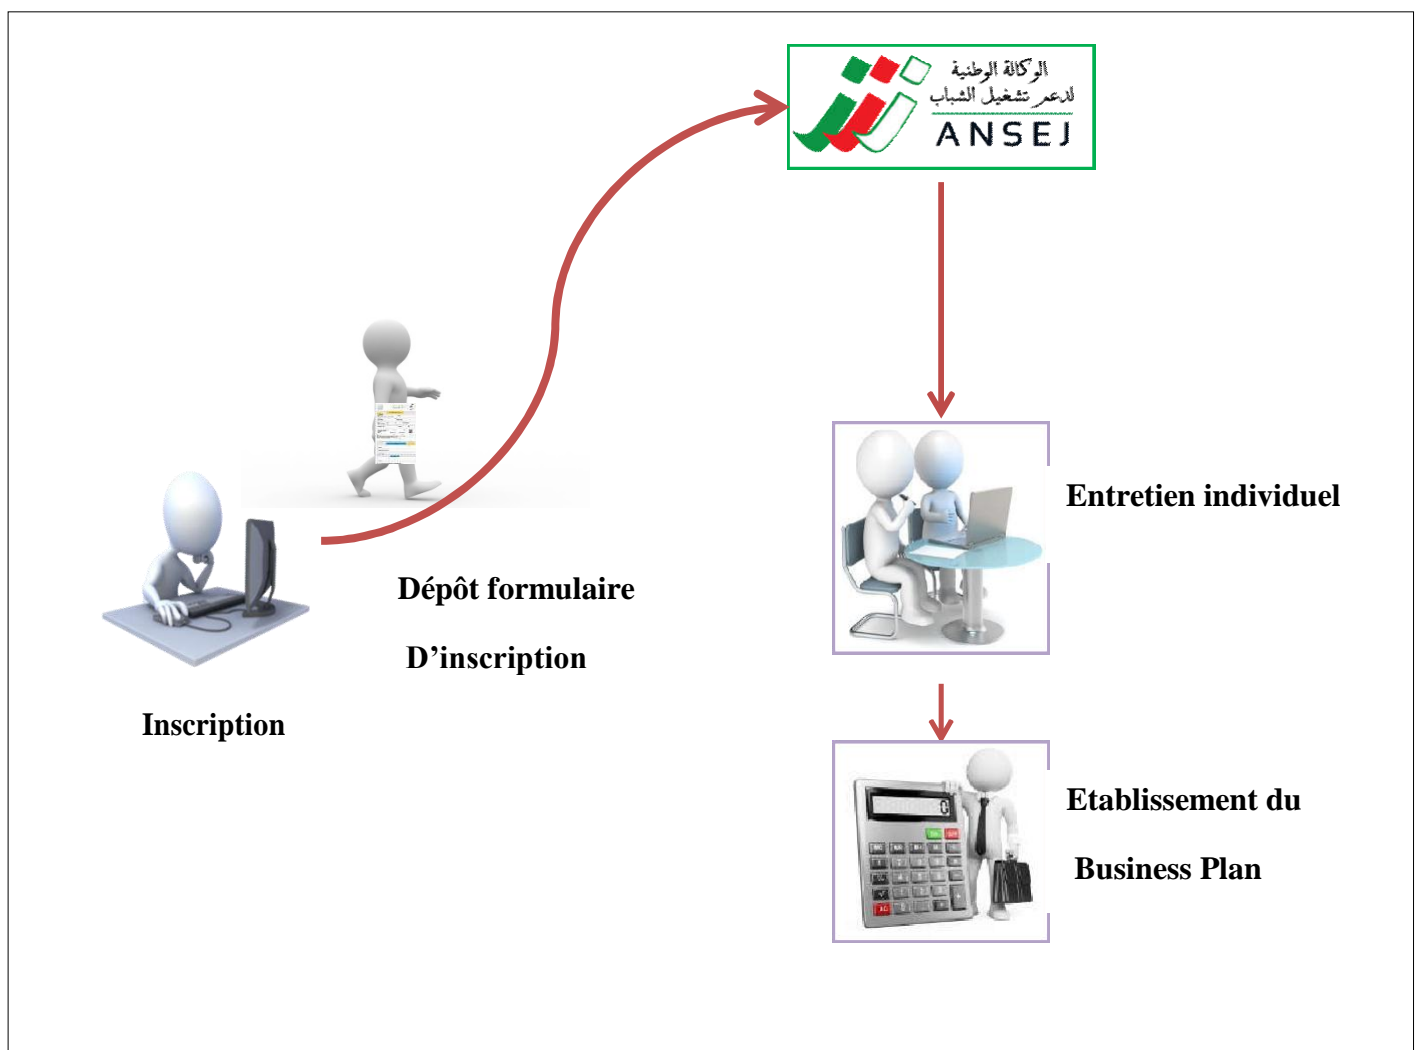 الوكالة الوطنية
لدعم تشغيل الشباب
ANSEJ
Entretien individuel
Dépôt formulaire
D’inscription
Inscription
Etablissement du
Business Plan